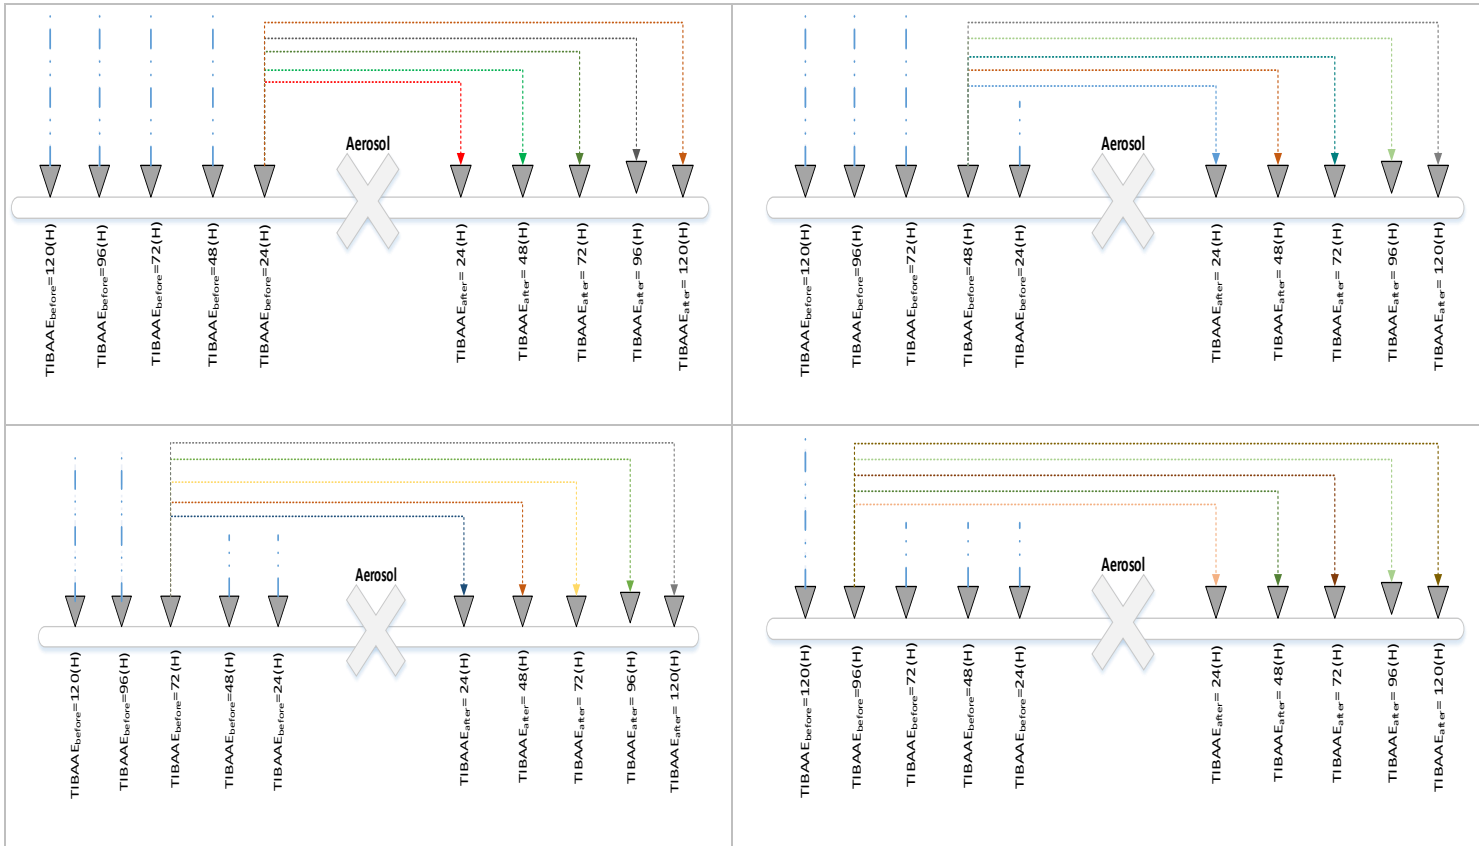 Aerosol
TIBAAEbefore=120(H)
TIBAAEbefore=96(H)
TIBAAEbefore=72(H)
TIBAAEbefore=48(H)
TIBAAEbefore=24(H)
TIBAAEafter= 24(H)
TIBAAEafter= 48(H)
TIBAAEafter= 72(H)
TIBAAEafter= 96(H)
TIBAAEafter= 120(H)
Aerosol
TIBAAEbefore=120(H)
TIBAAEbefore=96(H)
TIBAAEbefore=72(H)
TIBAAEbefore=48(H)
TIBAAEbefore=24(H)
TIBAAEafter= 24(H)
TIBAAEafter= 48(H)
TIBAAEafter= 72(H)
TIBAAEafter= 96(H)
TIBAAEafter= 120(H)
Aerosol
TIBAAEbefore=120(H)
TIBAAEbefore=96(H)
TIBAAEbefore=72(H)
TIBAAEbefore=48(H)
TIBAAEbefore=24(H)
TIBAAEafter= 24(H)
TIBAAEafter= 48(H)
TIBAAEafter= 72(H)
TIBAAEafter= 96(H)
TIBAAEafter= 120(H)
Aerosol
TIBAAEbefore=120(H)
TIBAAEbefore=96(H)
TIBAAEbefore=72(H)
TIBAAEbefore=48(H)
TIBAAEbefore=24(H)
TIBAAEafter= 24(H)
TIBAAEafter= 48(H)
TIBAAEafter= 72(H)
TIBAAEafter= 96(H)
TIBAAEafter= 120(H)